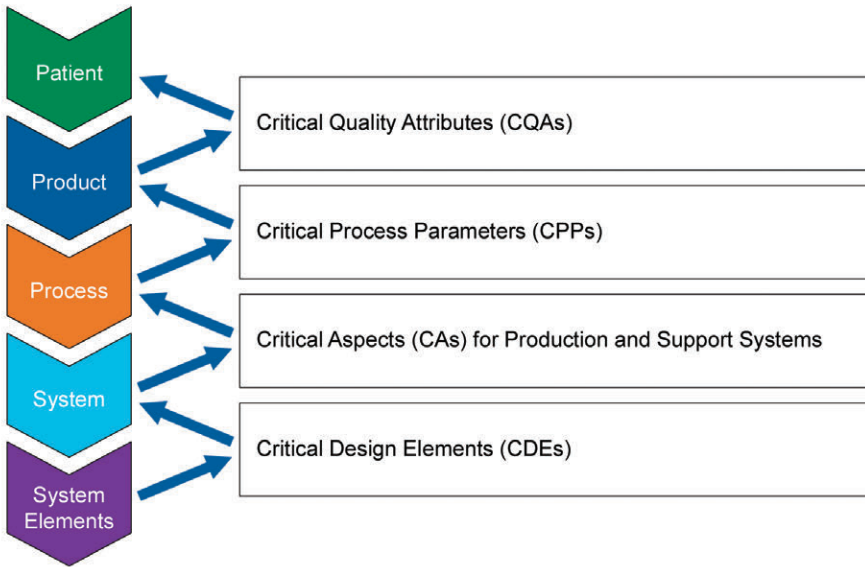 Patient
Critical Quality Attributes (CQAs)
Product
Critical Process Parameters (CPPs)
Process
Critical Aspects (CAs) for Production and Support Systems
System
Critical Design Elements (CDEs)
System
Elements